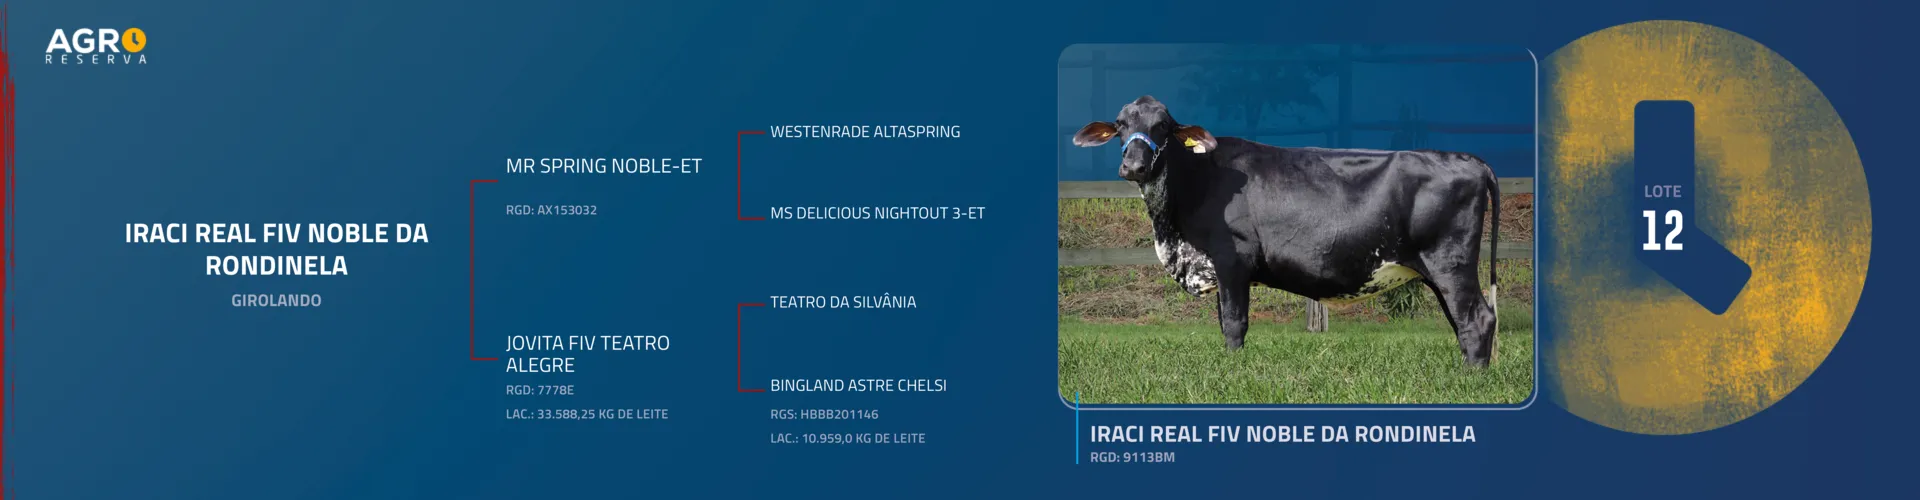 AGRO
RESERVA
IRACI REAL FIV NOBLE DA
RONDINELA
GIROLANDO
MR SPRING NOBLE-ET
RGD: AX153032
JOVITA FIV TEATRO
ALEGRE
RGD: 7778E
LAC.: 33.588,25 KG DE LEITE
WESTENRADE ALTASPRING
MS DELICIOUS NIGHTOUT 3-ET
TEATRO DA SILVÂNIA
BINGLAND ASTRE CHELSI
RGS: HBBB201146
LAC.: 10.959,0 KG DE LEITE
IRACI REAL FIV NOBLE DA RONDINELA
RGD: 9113BM
LOTE
12